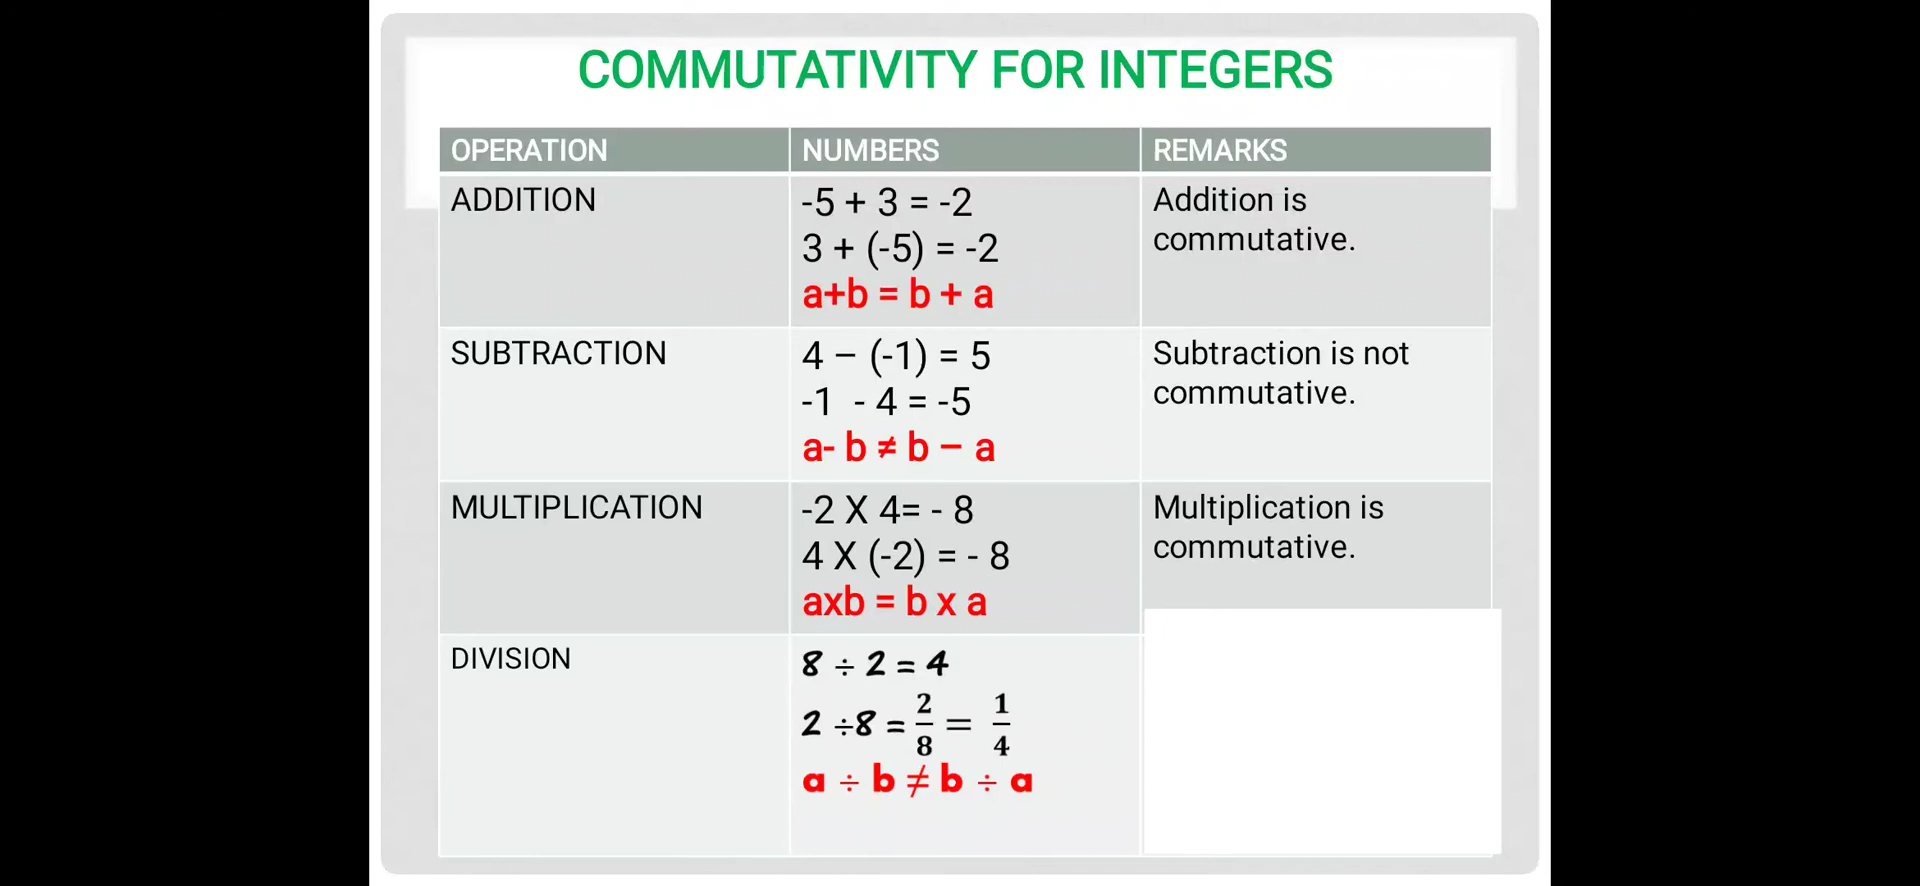 COMMUTATIVITY FOR INTEGERS
OPERATION NUMBERS REMARKS
ADDITION
-5 + 3 = -2
3 + (-5) = -2
a+b = b + a
Addition is
commutative.
SUBTRACTION
4 – (-1) = 5
-1 - 4 = -5
a- b ≠ b – a
Subtraction is not
commutative.
MULTIPLICATION
-2 X 4= - 8
4 X (-2) = - 8
axb = b x a
Multiplication is
commutative.
DIVISION
8 ÷ 2 = 4
2 ÷8 = 2/8 = 1/4
a ÷ b ≠ b ÷ a